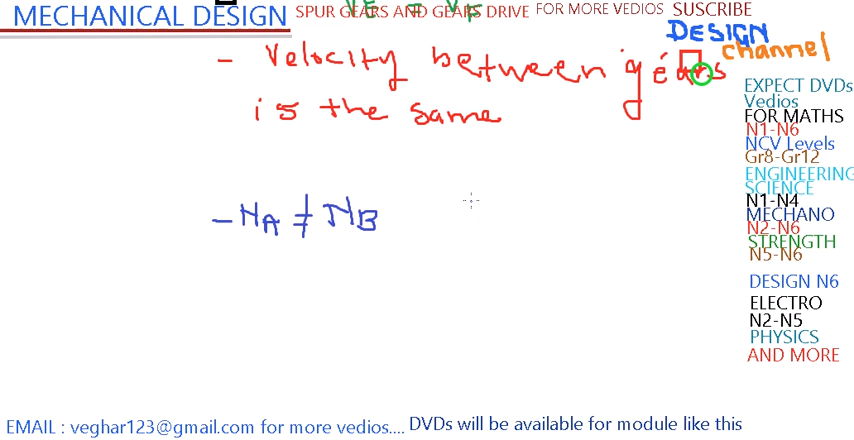 MECHANICAL DESIGN
SPUR GEARS AND GEARS DRIVE
FOR MORE VEDIOS SUBSCRIBE
VE = VF
DESIGN
channel
- Velocity between gears
is the same
- NA ≠ NB
EXPECT DVDs
Vedios
FOR MATHS
N1-N6
NCV Levels
Gr8-Gr12
ENGINEERING
SCIENCE
N1-N4
MECHANO
N2-N6
STRENGTH
N5-N6
DESIGN N6
ELECTRO
N2-N5
PHYSICS
AND MORE
EMAIL : veghar123@gmail.com for more vedios.... DVDs will be available for module like this